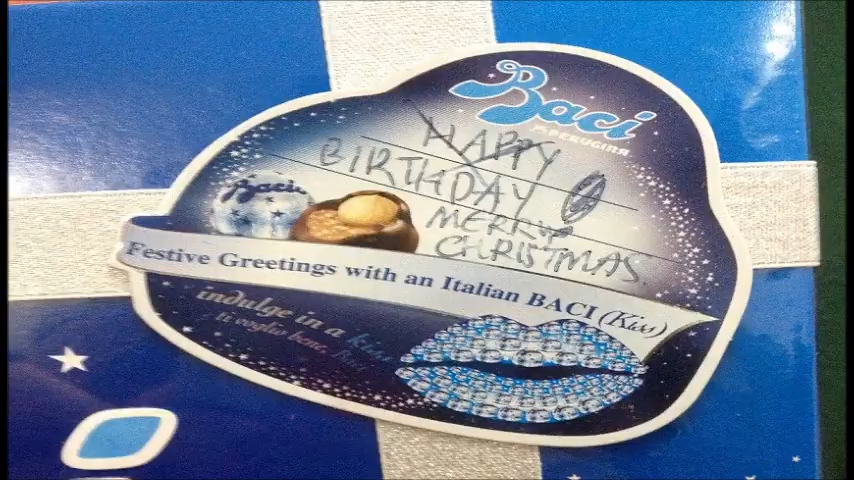 Baci
PERUGINA
HAPPY
BIRTHDAY
MERRY
CHRISTMAS.
Baci
Festive Greetings with an Italian BACI (Kiss)
indulge in a kiss
Ti voglio bene,